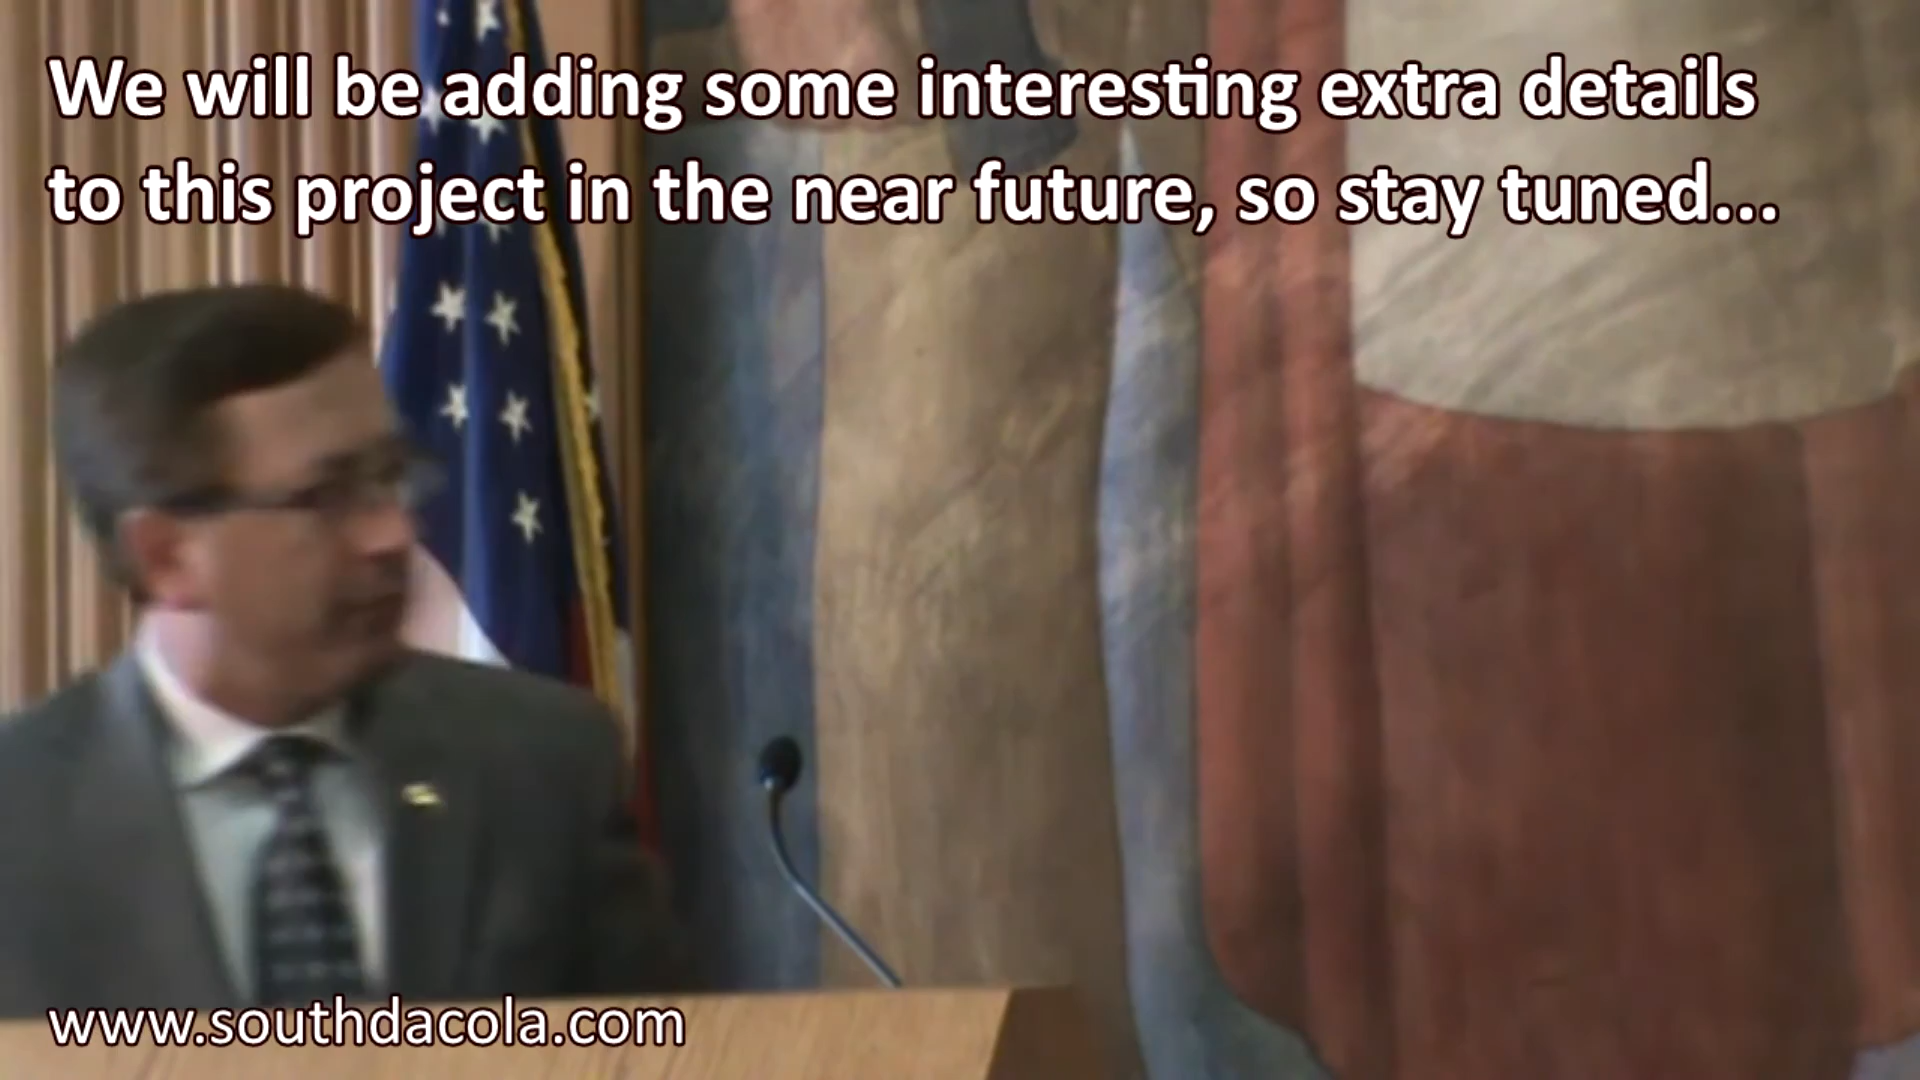 We will be adding some interesting extra details
to this project in the near future, so stay tuned...
www.southdacola.com